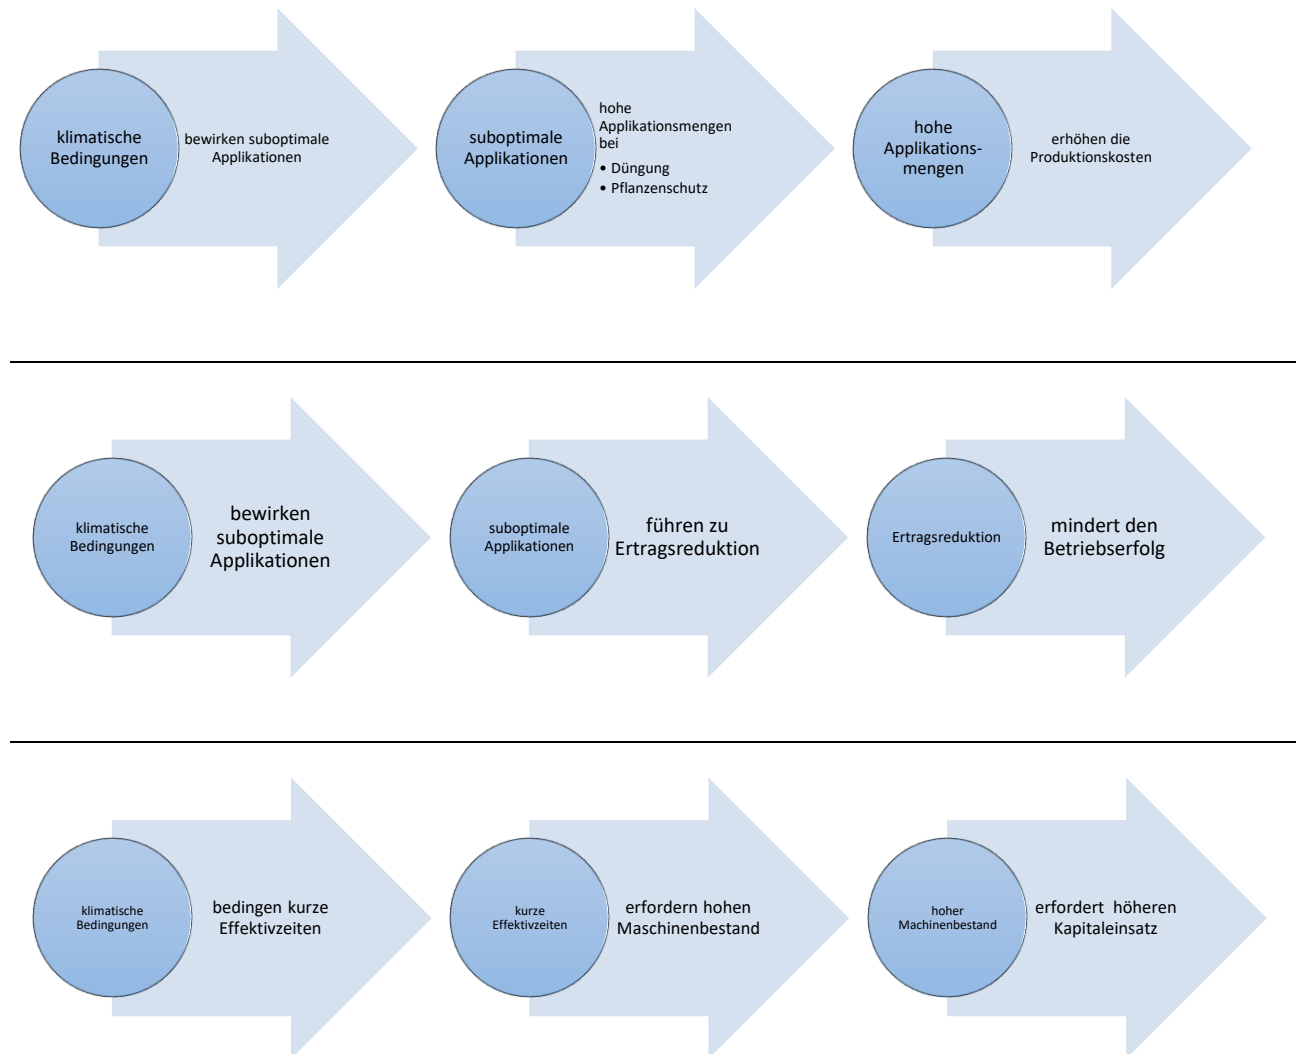 klimatische
Bedingungen
bewirken suboptimale
Applikationen
suboptimale
Applikationen
hohe
Applikationsmengen
bei
• Düngung
• Pflanzenschutz
hohe
Applikations-
mengen
erhöhen die
Produktionskosten
klimatische
Bedingungen
bewirken
suboptimale
Applikationen
suboptimale
Applikationen
führen zu
Ertragsreduktion
Ertragsreduktion
mindert den
Betriebserfolg
klimatische
Bedingungen
bedingen kurze
Effektivzeiten
kurze
Effektivzeiten
erfordern hohen
Maschinenbestand
hoher
Machinenbestand
erfordert höheren
Kapitaleinsatz